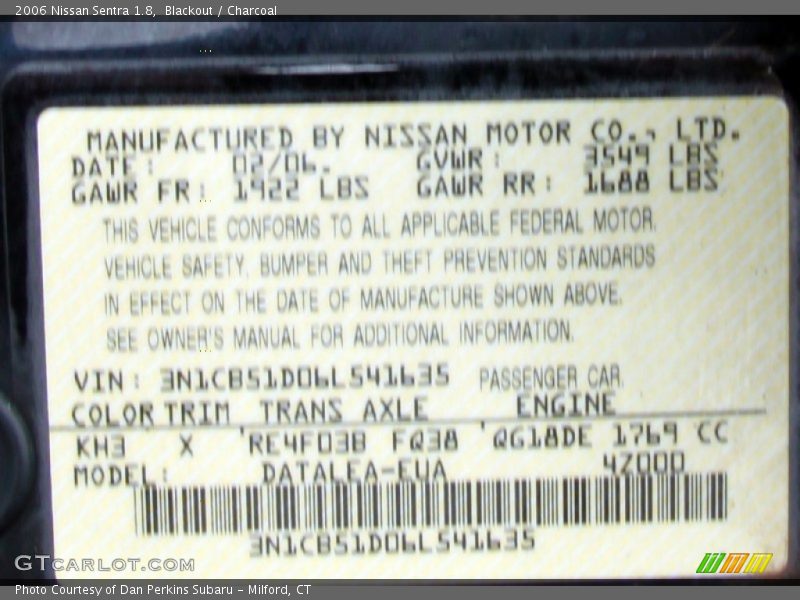 2006 Nissan Sentra 1.8, Blackout / Charcoal
MANUFACTURED BY NISSAN MOTOR CO., LTD.
DATE: 02/06. GVWR: 3549 LBS
GAWR FR: 1922 LBS GAWR RR: 1688 LBS
THIS VEHICLE CONFORMS TO ALL APPLICABLE FEDERAL MOTOR
VEHICLE SAFETY, BUMPER AND THEFT PREVENTION STANDARDS
IN EFFECT ON THE DATE OF MANUFACTURE SHOWN ABOVE.
SEE OWNER'S MANUAL FOR ADDITIONAL INFORMATION.
VIN: 3N1CB51D06L541635 PASSENGER CAR.
COLOR TRIM TRANS AXLE ENGINE
KH3 X 'RE4F03B FQ38 'QG18DE 1769 CC
MODEL: DATALEA-EUA 4Z000
3N1CB51D06L541635
GTCARLOT.COM
Photo Courtesy of Dan Perkins Subaru - Milford, CT